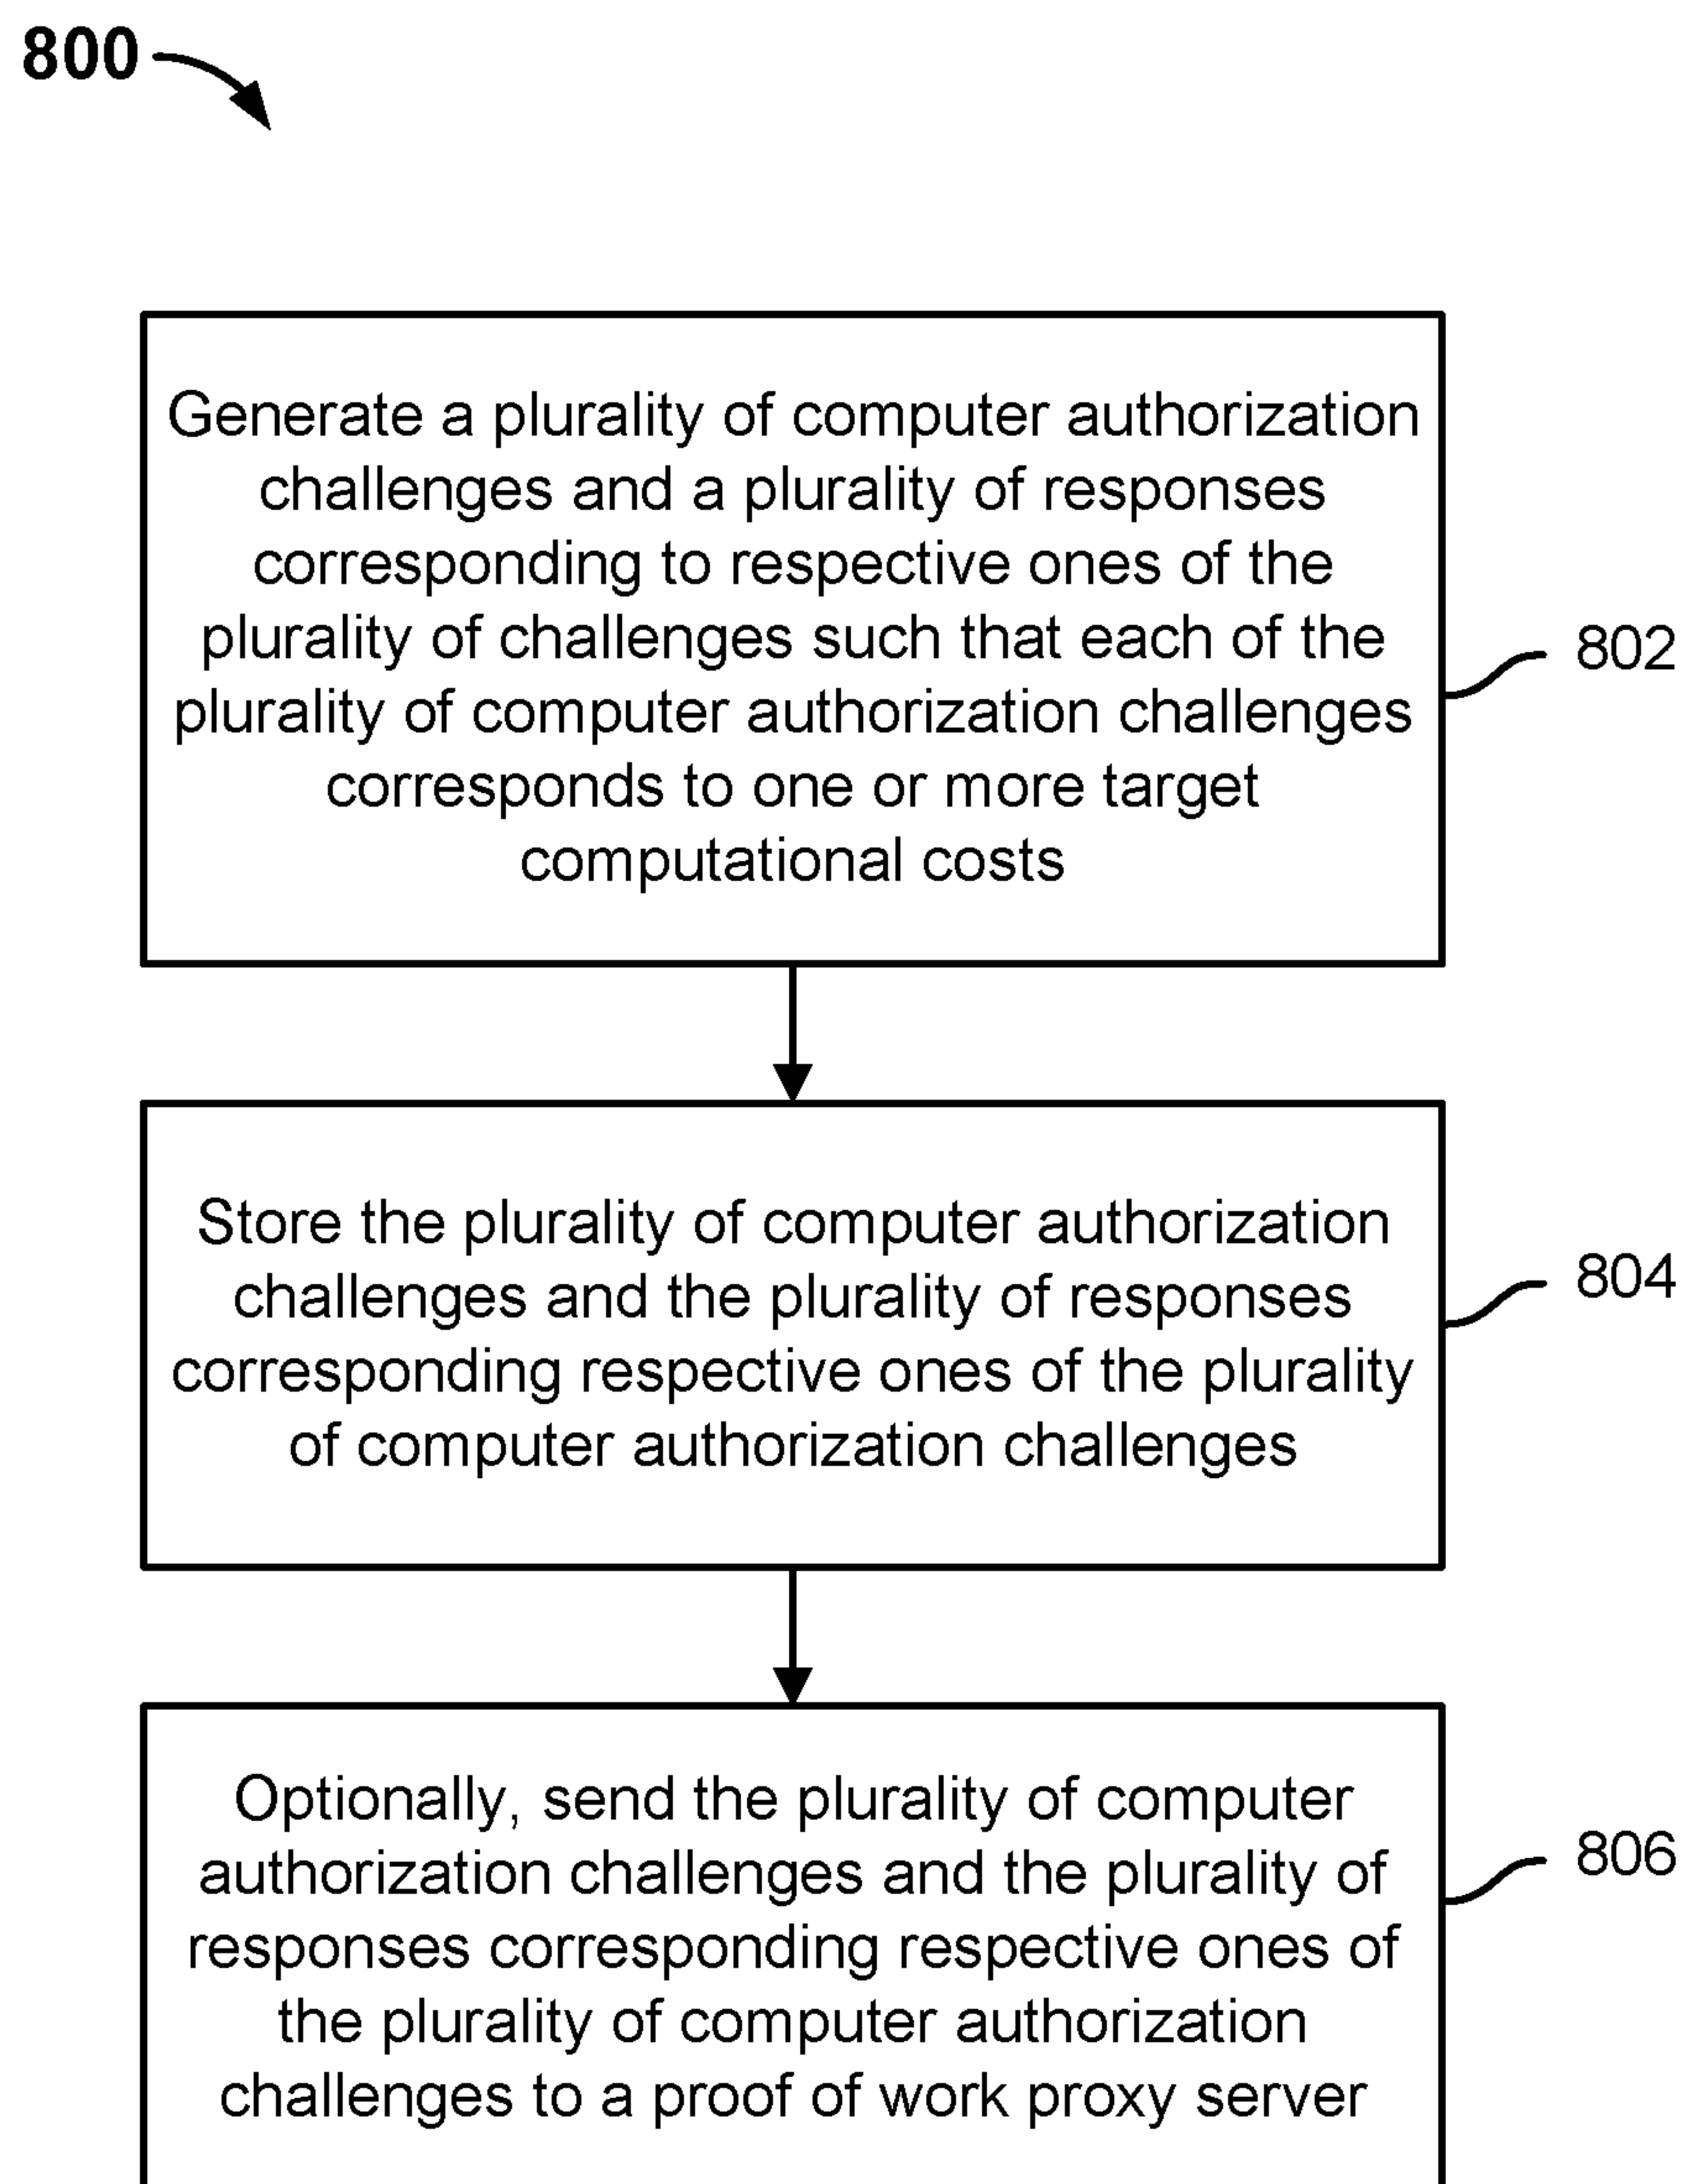 800
Generate a plurality of computer authorization
challenges and a plurality of responses
corresponding to respective ones of the
plurality of challenges such that each of the
plurality of computer authorization challenges
corresponds to one or more target
computational costs
802
Store the plurality of computer authorization
challenges and the plurality of responses
corresponding respective ones of the plurality
of computer authorization challenges
804
Optionally, send the plurality of computer
authorization challenges and the plurality of
responses corresponding respective ones of
the plurality of computer authorization
challenges to a proof of work proxy server
806